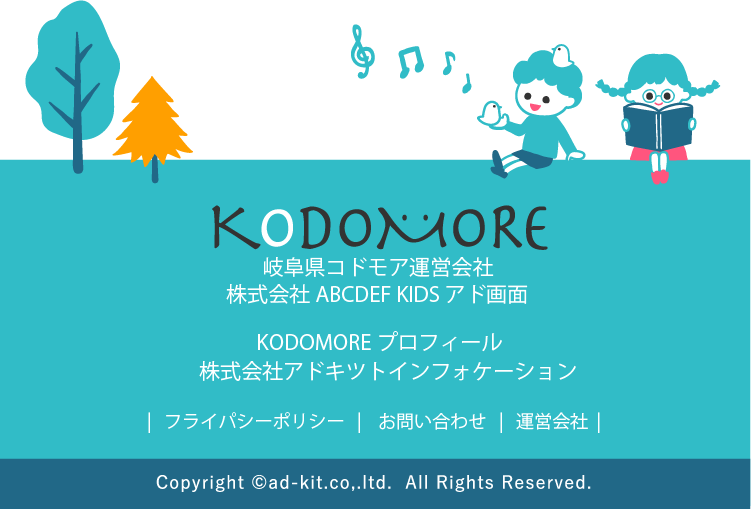 KODOMORE
岐阜県コドモア運営会社
株式会社 ABCDEF KIDS アド画面
KODOMORE プロフィール
株式会社アドキツトインフォケーション
| フライパシーポリシー | お問い合わせ | 運営会社 |
Copyright ©ad-kit.co,.ltd. All Rights Reserved.